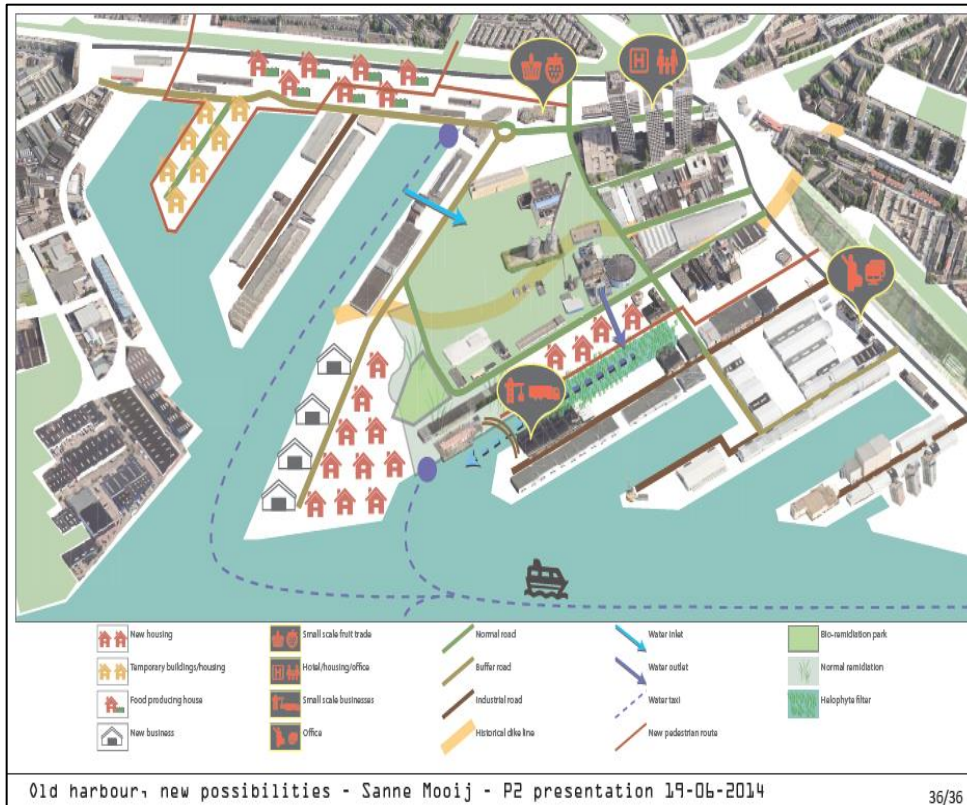 H
New housing
Temporary buildings/housing
Food producing house
New business
Small scale fruit trade
H
Hotel/housing/office
Small scale businesses
Office
Normal road
Buffer road
Industrial road
Historical dike line
Water inlet
Water outlet
Water taxi
New pedestrian route
Bio-remidiation park
Normal remidiation
Helophyte filter
Old harbour, new possibilities - Sanne Mooij - P2 presentation 19-06-2014
36/36